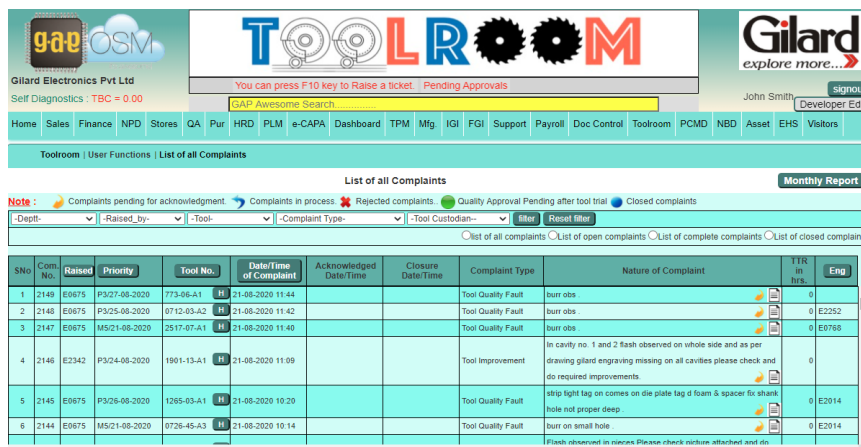 gap OSM
TOOLROOM
Gilard
explore more...
Gilard Electronics Pvt Ltd
Self Diagnostics : TBC = 0.00
You can press F10 key to Raise a ticket. Pending Approvals
GAP Awesome Search...............
John Smith
signou
Developer Ed
Home Sales Finance NPD Stores QA Pur HRD PLM e-CAPA Dashboard TPM Mfg. IGI FGI Support Payroll Doc Control Toolroom PCMD NBD Asset EHS Visitors
Toolroom | User Functions | List of all Complaints
List of all Complaints
Monthly Report
Note : Complaints pending for acknowledgment. Complaints in process. Rejected complaints.. Quality Approval Pending after tool trial Closed complaints
-Deptt- -Raised_by- -Tool- -Complaint Type- -Tool Custodian-- filter Reset filter
list of all complaints List of open complaints List of complete complaints List of closed complain
SNo Com. No. Raised Priority Tool No. Date/Time of Complaint Acknowledged Date/Time Closure Date/Time Complaint Type Nature of Complaint TTR in hrs. Eng
1 2149 E0675 P3/27-08-2020 773-06-A1 H 21-08-2020 11:44 Tool Quality Fault burr obs . 0
2 2148 E0675 P3/25-08-2020 0712-03-A2 H 21-08-2020 11:42 Tool Quality Fault burr obs . 0 E2252
3 2147 E0675 M5/21-08-2020 2517-07-A1 H 21-08-2020 11:40 Tool Quality Fault burr obs . 0 E0768
4 2146 E2342 P3/24-08-2020 1901-13-A1 H 21-08-2020 11:09 Tool Improvement In cavity no. 1 and 2 flash observed on whole side and as per
drawing gilard engraving missing on all cavities please check and
do required improvements. 0
5 2145 E0675 P3/26-08-2020 1265-03-A1 H 21-08-2020 10:20 Tool Quality Fault strip tight tag on comes on die plate tag d foam & spacer fix shank
hole not proper deep . 0 E2014
6 2144 E0675 M5/21-08-2020 0726-45-A3 H 21-08-2020 10:14 Tool Quality Fault burr on small hole . 0 E2014
Flash observed in pieces Please check picture attached and do